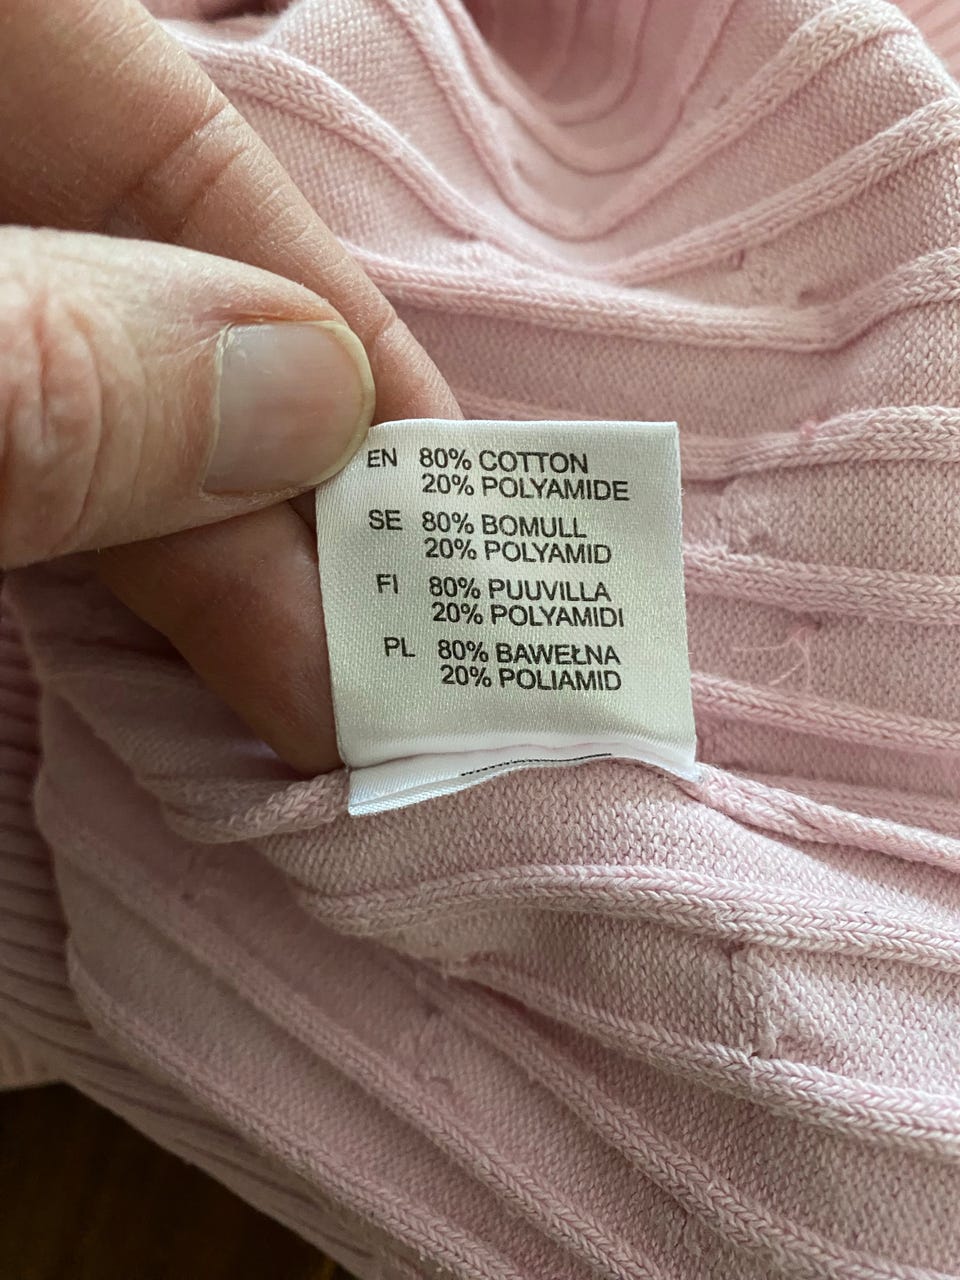 EN 80% COTTON
20% POLYAMIDE
SE 80% BOMULL
20% POLYAMID
FI 80% PUUVILLA
20% POLYAMIDI
PL 80% BAWEŁNA
20% POLIAMID